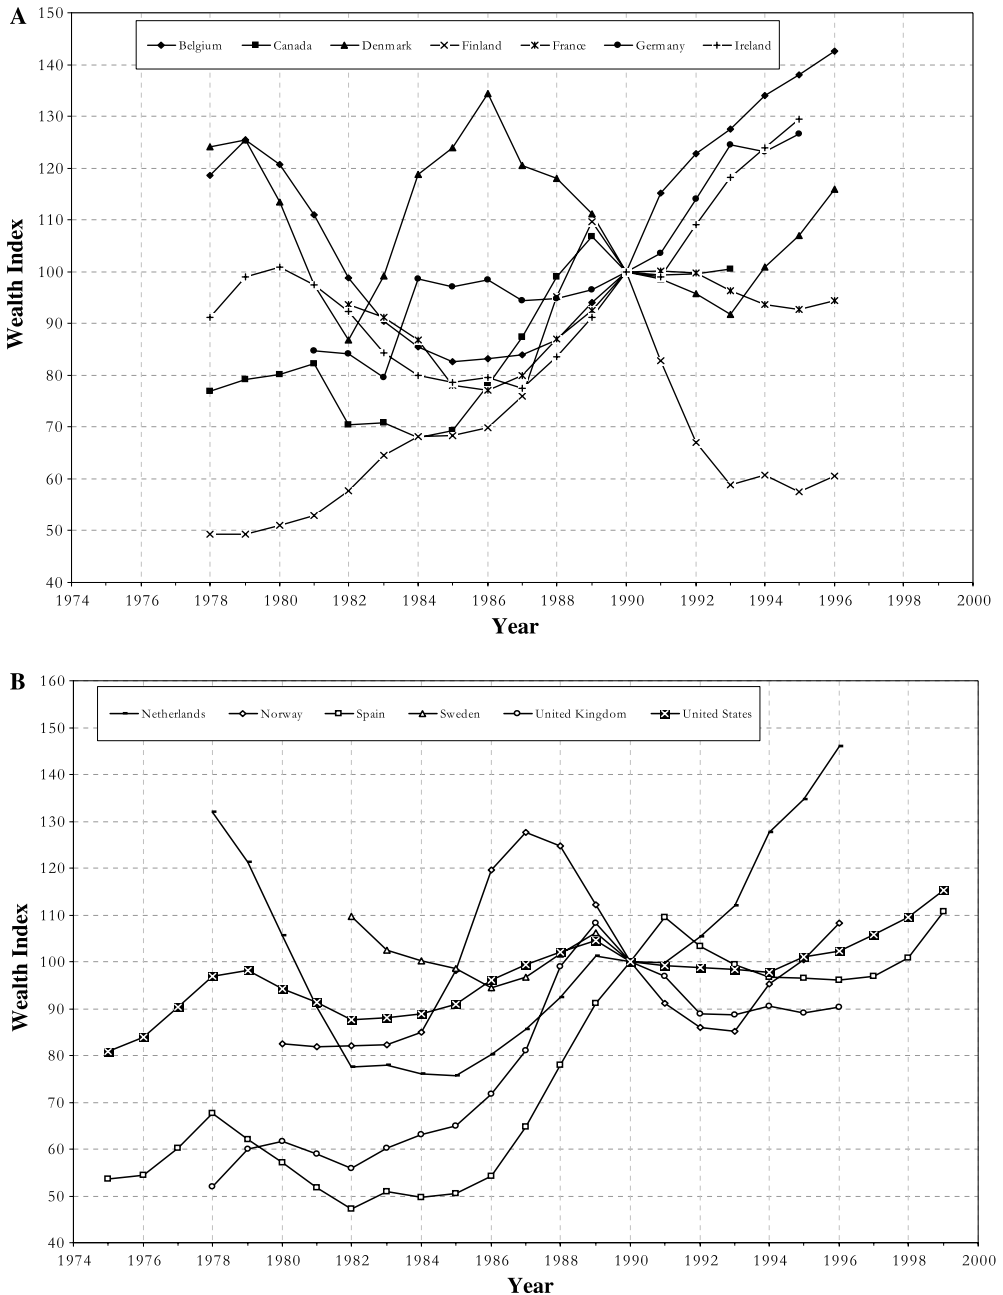 A
150
140
130
120
110
100
90
80
70
60
50
40
Wealth Index
Belgium Canada Denmark Finland France Germany Ireland
1974 1976 1978 1980 1982 1984 1986 1988 1990 1992 1994 1996 1998 2000
Year
B
160
150
140
130
120
110
100
90
80
70
60
50
40
Wealth Index
Netherlands Norway Spain Sweden United Kingdom United States
1974 1976 1978 1980 1982 1984 1986 1988 1990 1992 1994 1996 1998 2000
Year